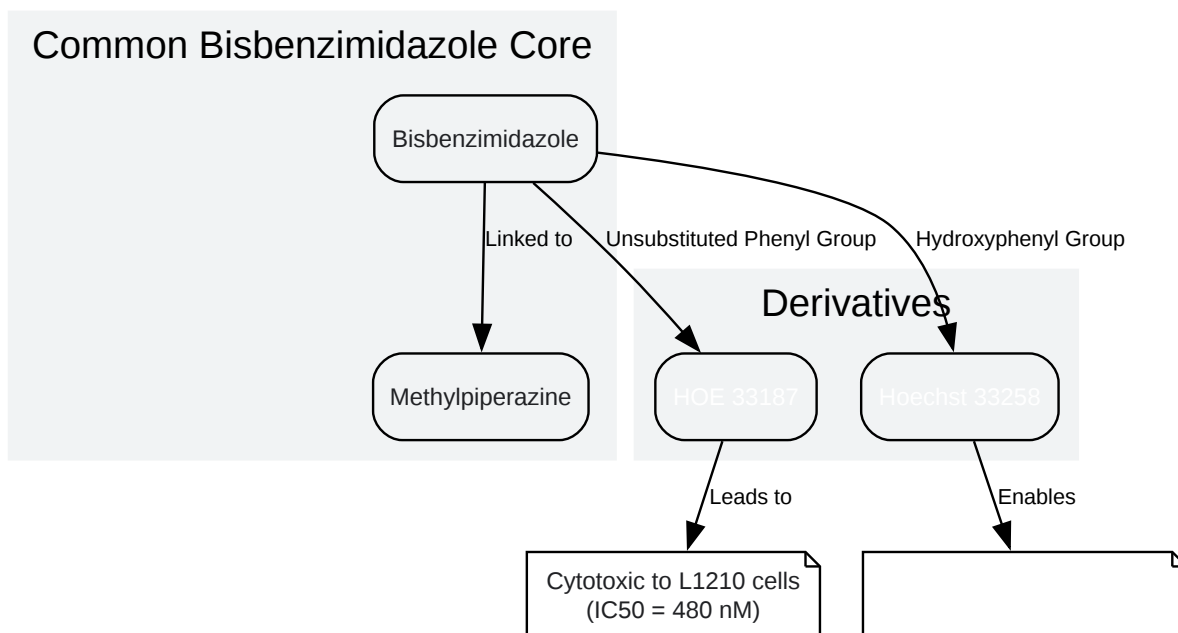 Common Bisbenzimidazole Core
Bisbenzimidazole
Linked to
Unsubstituted Phenyl Group
Hydroxyphenyl Group
Derivatives
Methylpiperazine
HOE 33187
Hoechst 33258
Leads to
Enables
Cytotoxic to L1210 cells
(IC50 = 480 nM)